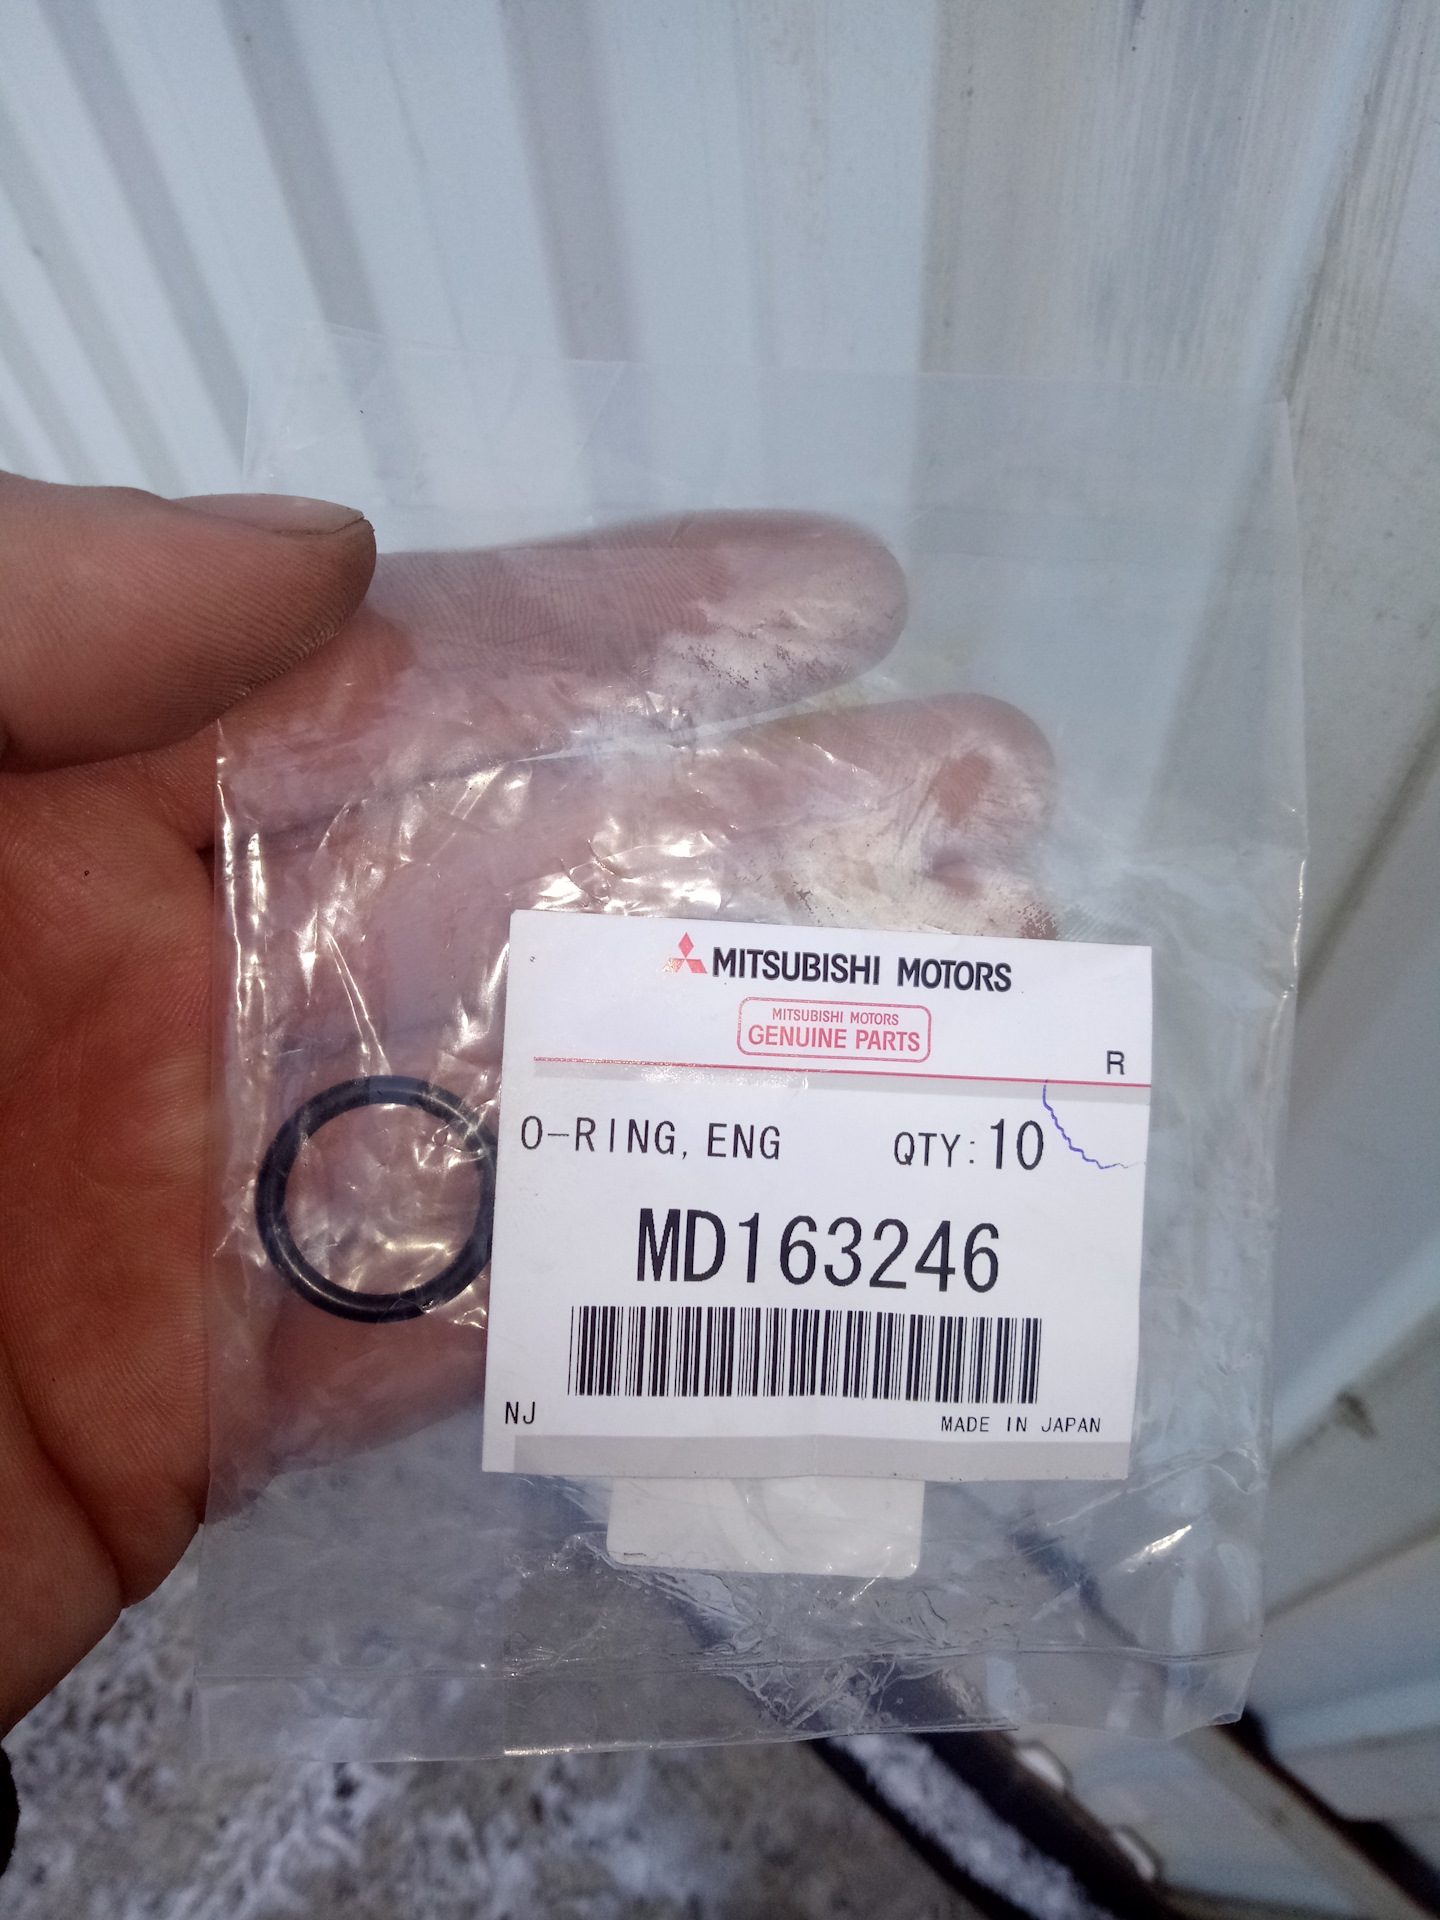 MITSUBISHI MOTORS
MITSUBISHI MOTORS
GENUINE PARTS
R
O-RING, ENG QTY: 10
MD163246
NJ MADE IN JAPAN